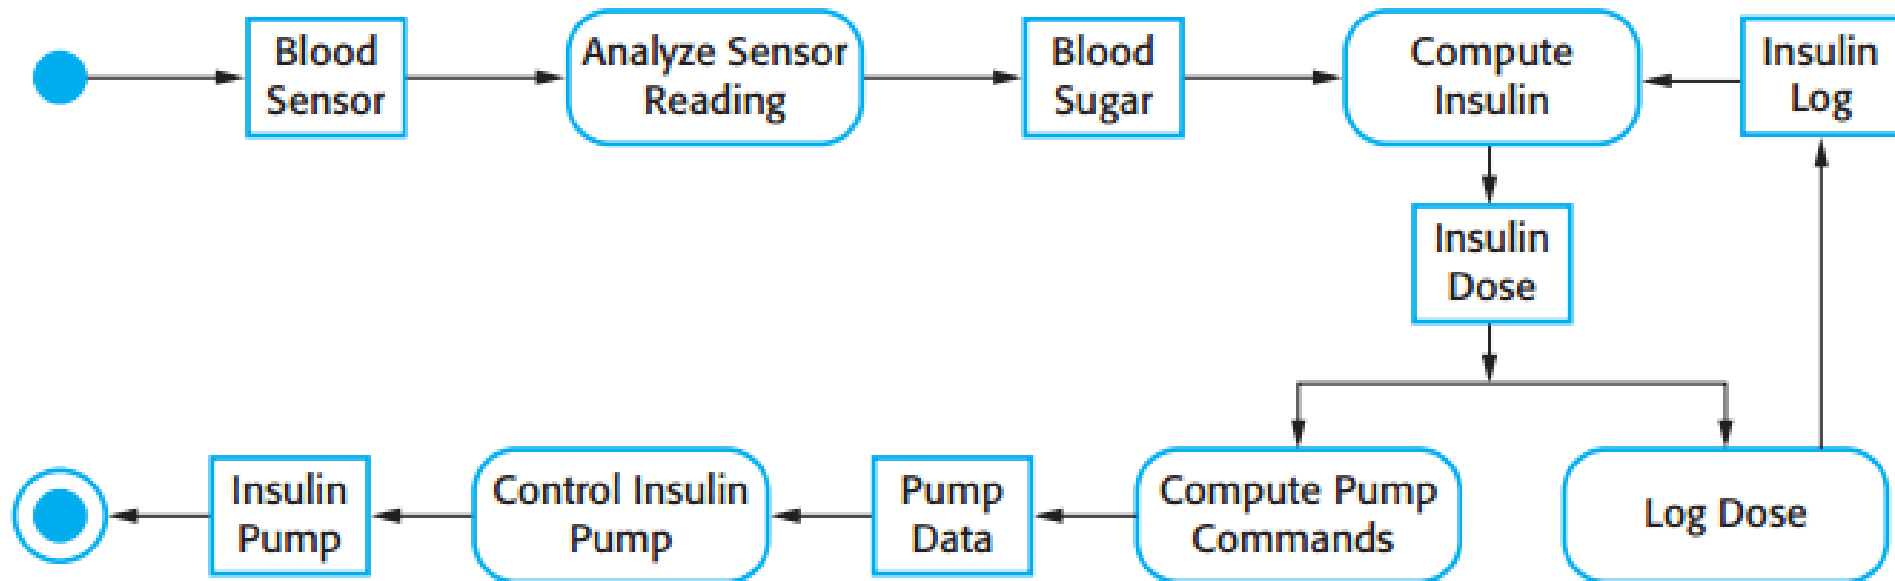 Blood
Sensor
Analyze Sensor
Reading
Blood
Sugar
Compute
Insulin
Insulin
Log
Insulin
Dose
Insulin
Pump
Control Insulin
Pump
Pump
Data
Compute Pump
Commands
Log Dose